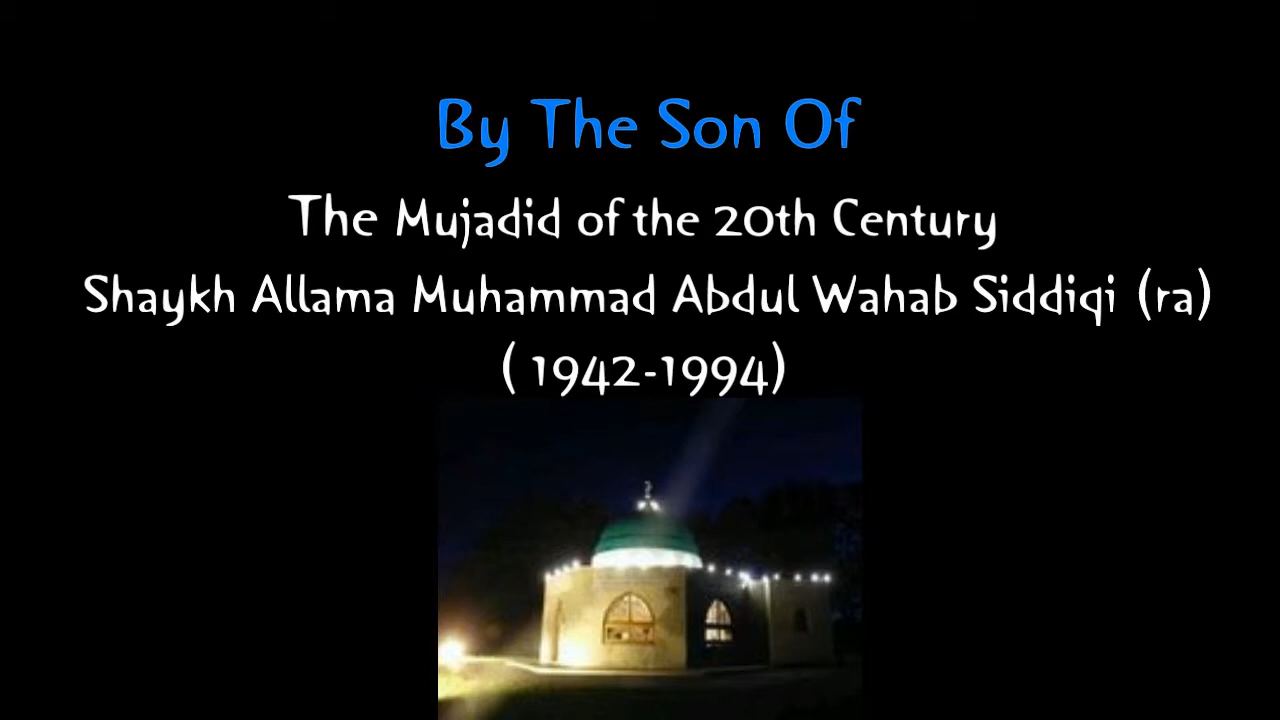 By The Son Of
The Mujadid of the 20th Century
Shaykh Allama Muhammad Abdul Wahab Siddiqi (ra)
( 1942-1994)